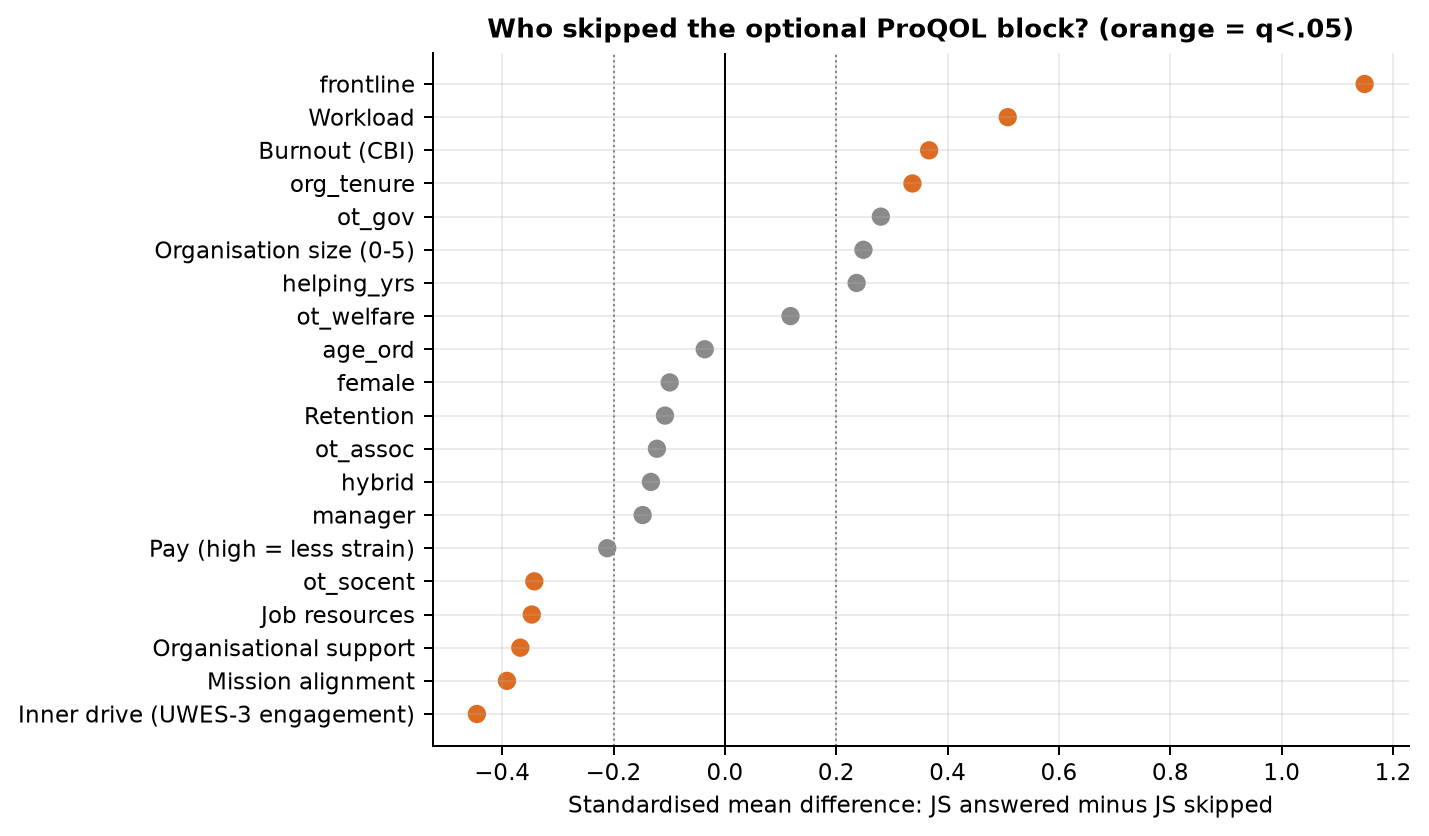 Who skipped the optional ProQOL block? (orange = q<.05)
frontline
Workload
Burnout (CBI)
org_tenure
ot_gov
Organisation size (0-5)
helping_yrs
ot_welfare
age_ord
female
Retention
ot_assoc
hybrid
manager
Pay (high = less strain)
ot_socent
Job resources
Organisational support
Mission alignment
Inner drive (UWES-3 engagement)
−0.4 −0.2 0.0 0.2 0.4 0.6 0.8 1.0 1.2
Standardised mean difference: JS answered minus JS skipped